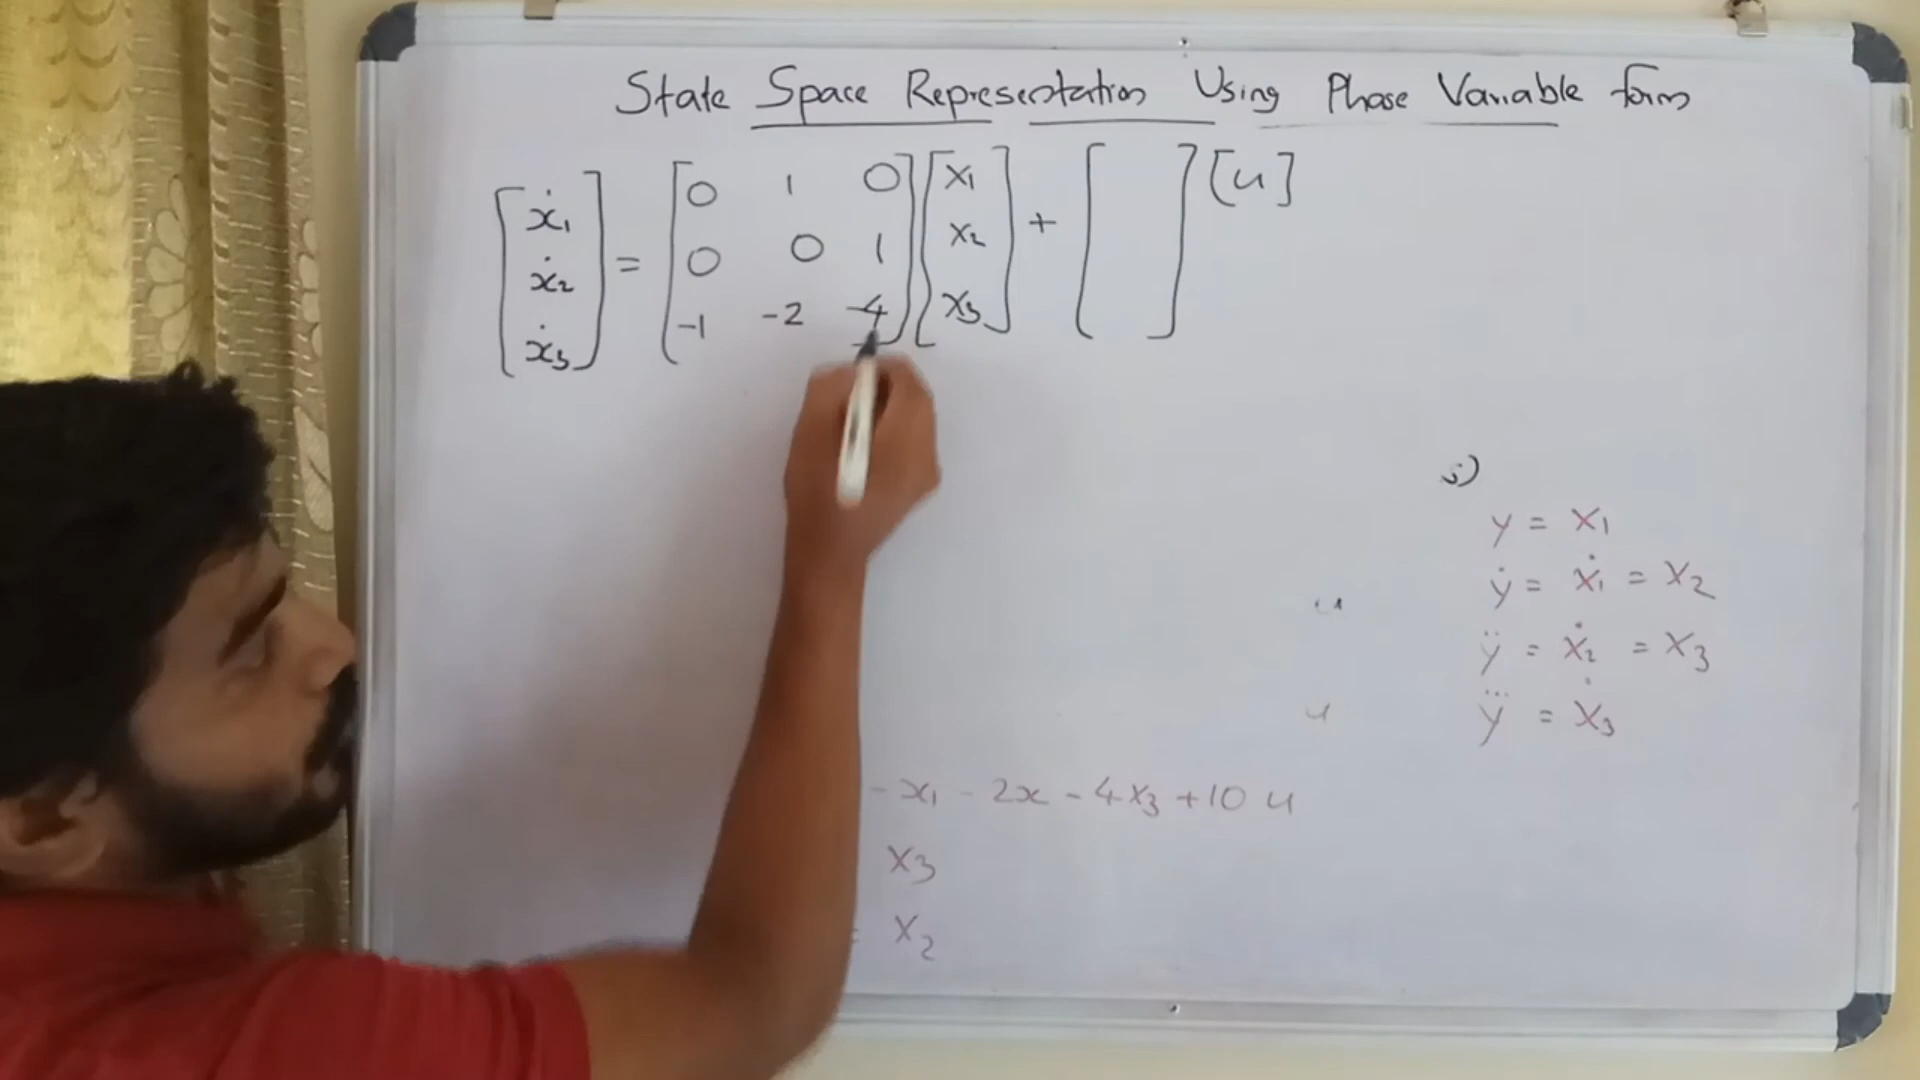 State Space Representation Using Phase Variable form
[ẋ₁ ẋ₂ ẋ₃] = [0 1 0; 0 0 1; -1 -2 -4] [x₁ x₂ x₃] + [ ] [u]
5)
y = x₁
ẏ = ẋ₁ = x₂
ÿ = ẋ₂ = x₃
y⃛ = ẋ₃
- x₁ - 2x - 4x₃ + 10 u
x₃
= x₂